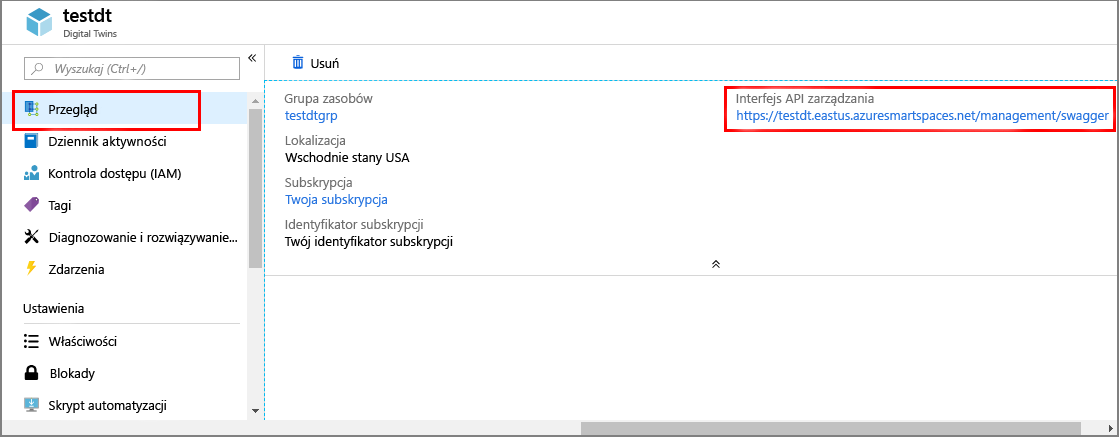 testdt
Digital Twins
Wyszukaj (Ctrl+/)
Przegląd
Dziennik aktywności
Kontrola dostępu (IAM)
Tagi
Diagnozowanie i rozwiązywanie...
Zdarzenia
Ustawienia
Właściwości
Blokady
Skrypt automatyzacji
Usuń
Grupa zasobów
testdtgrp
Lokalizacja
Wschodnie stany USA
Subskrypcja
Twoja subskrypcja
Identyfikator subskrypcji
Twój identyfikator subskrypcji
Interfejs API zarządzania
https://testdt.eastus.azuresmartspaces.net/management/swagger